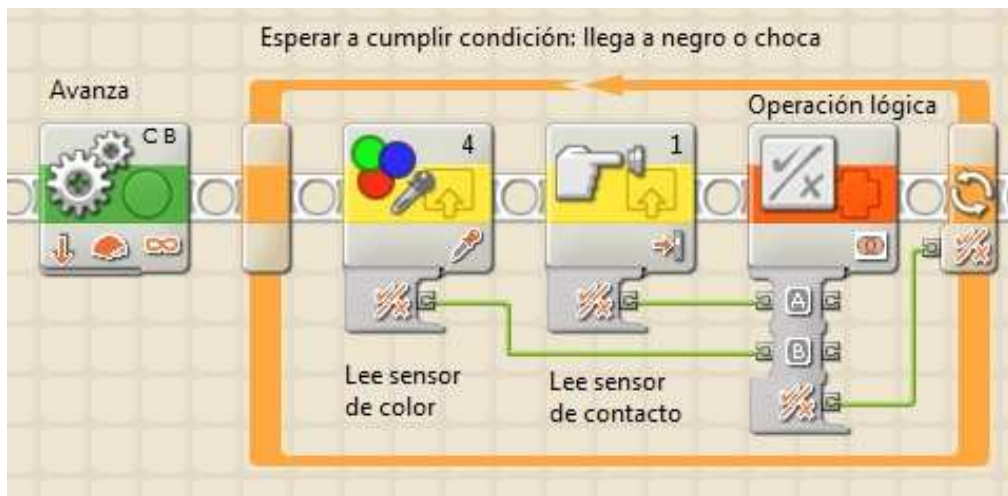 Esperar a cumplir condición: llega a negro o choca
Avanza
Operación lógica
C B
4
1
A
B
Lee sensor
de color
Lee sensor
de contacto